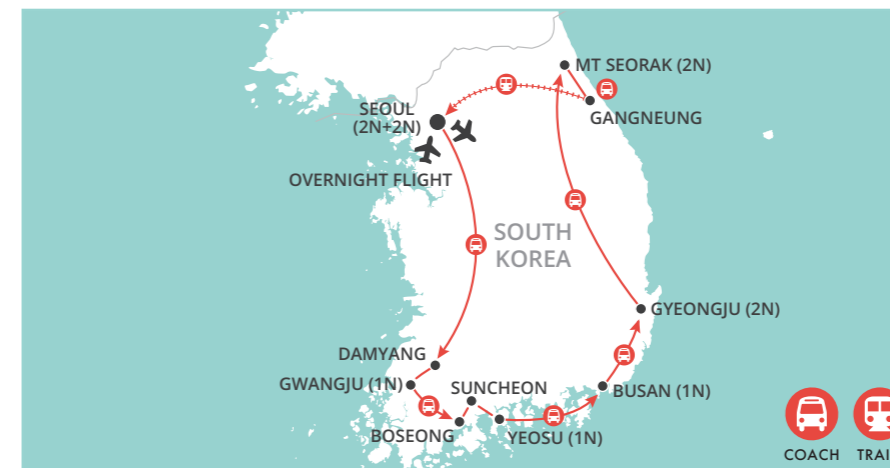 MT SEORAK (2N)
SEOUL
(2N+2N)
GANGNEUNG
OVERNIGHT FLIGHT
SOUTH
KOREA
GYEONGJU (2N)
DAMYANG
GWANGJU (1N)
SUNCHEON
BUSAN (1N)
BOSEONG
YEOSU (1N)
COACH